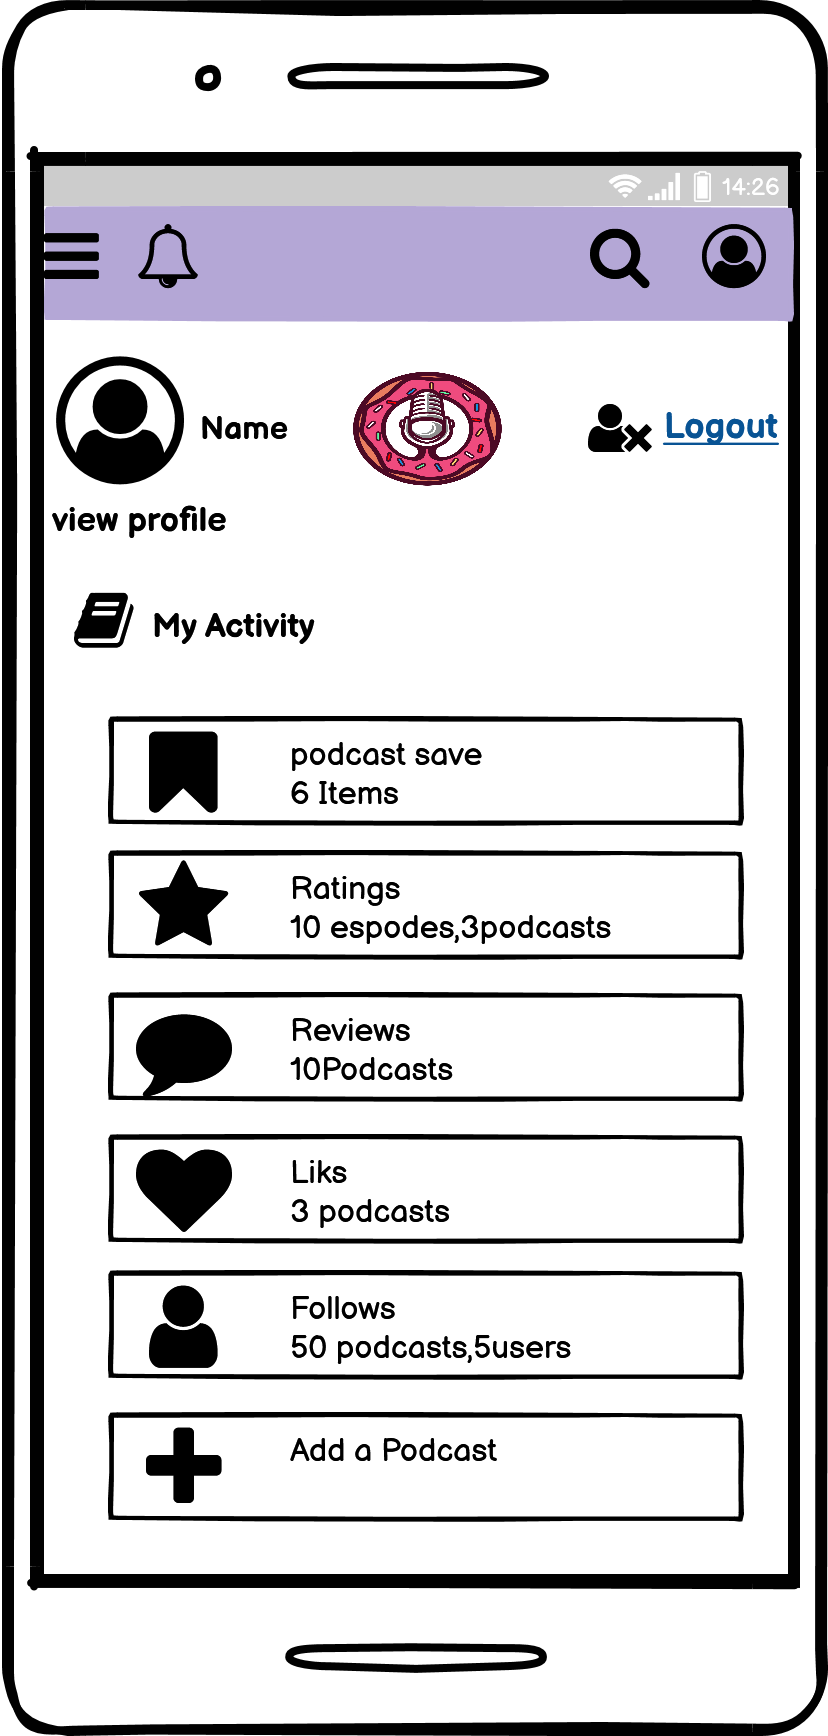 14:26
Name
Logout
view profile
My Activity
podcast save
6 Items
Ratings
10 espodes,3podcasts
Reviews
10Podcasts
Liks
3 podcasts
Follows
50 podcasts,5users
Add a Podcast